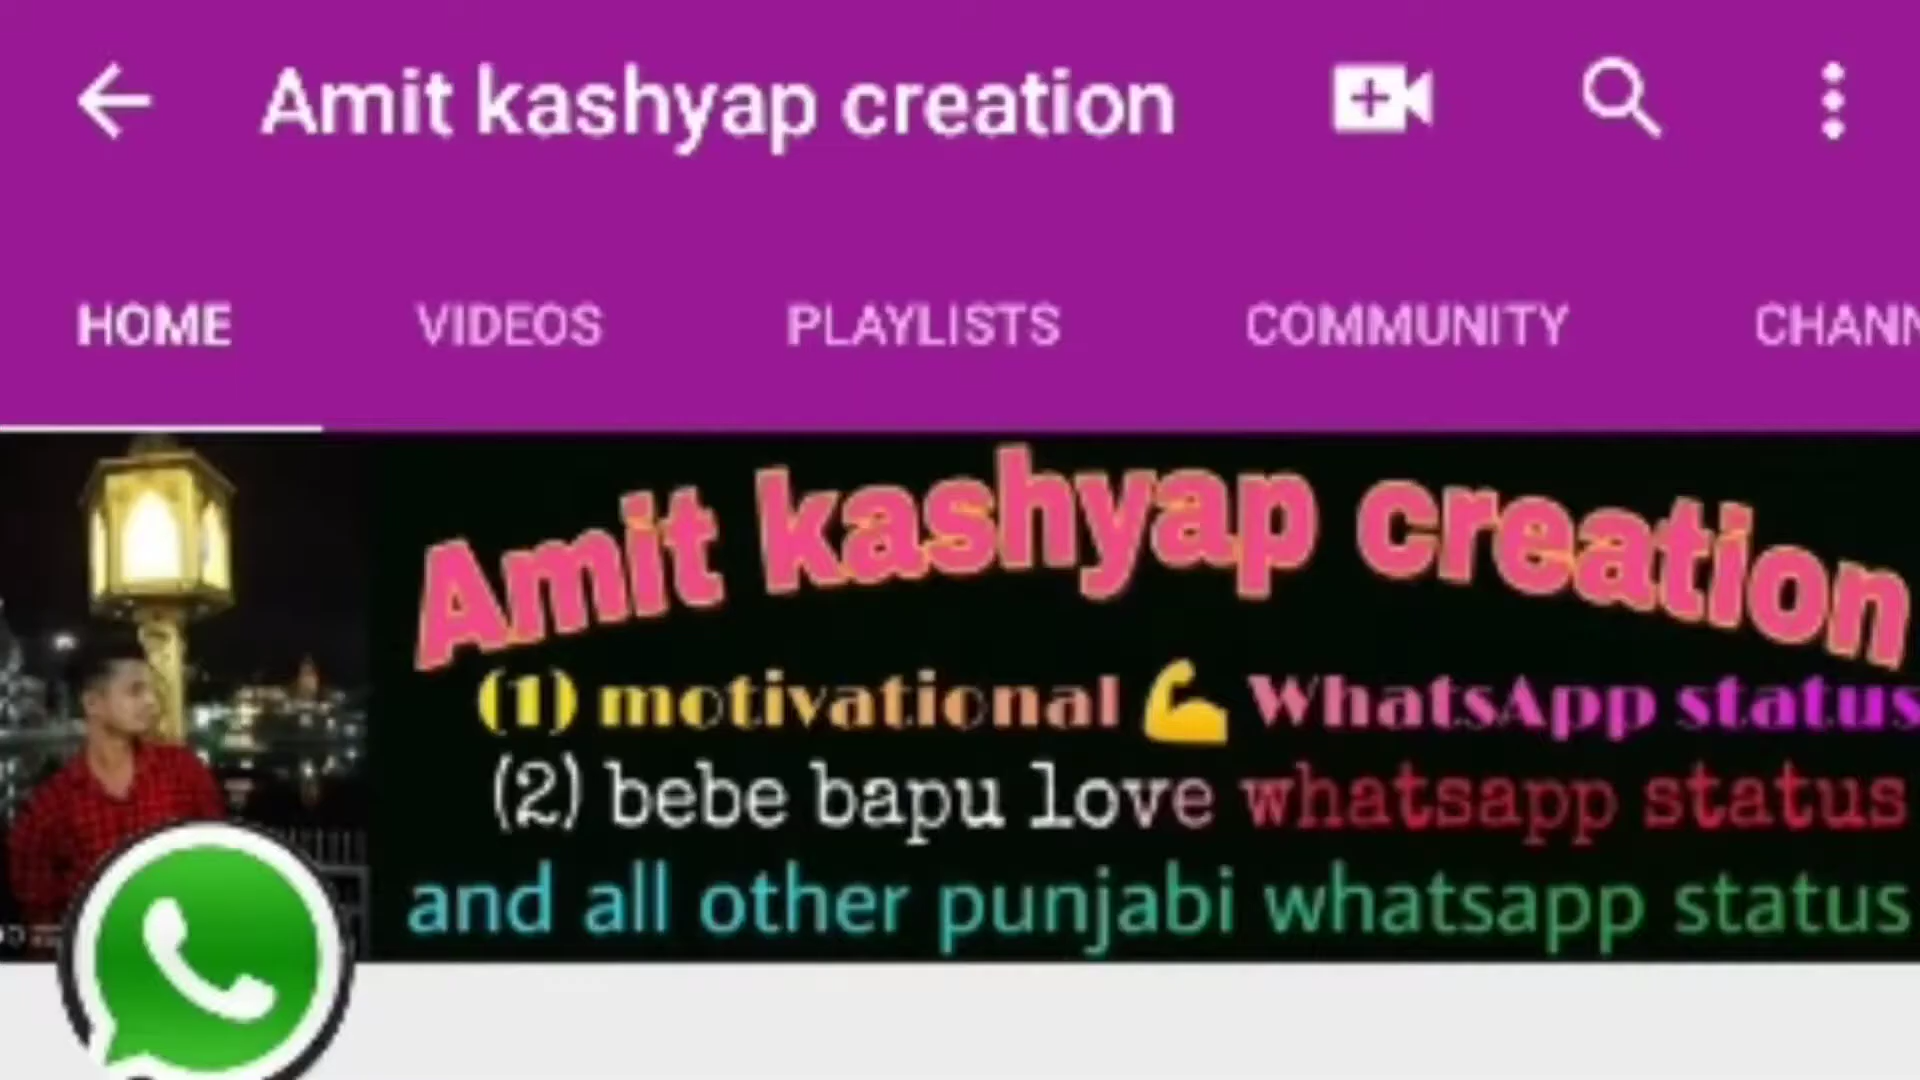 Amit kashyap creation
HOME VIDEOS PLAYLISTS COMMUNITY CHANN
Amit kashyap creation
(1) motivational 💪 WhatsApp status
(2) bebe bapu love whatsapp status
and all other punjabi whatsapp status